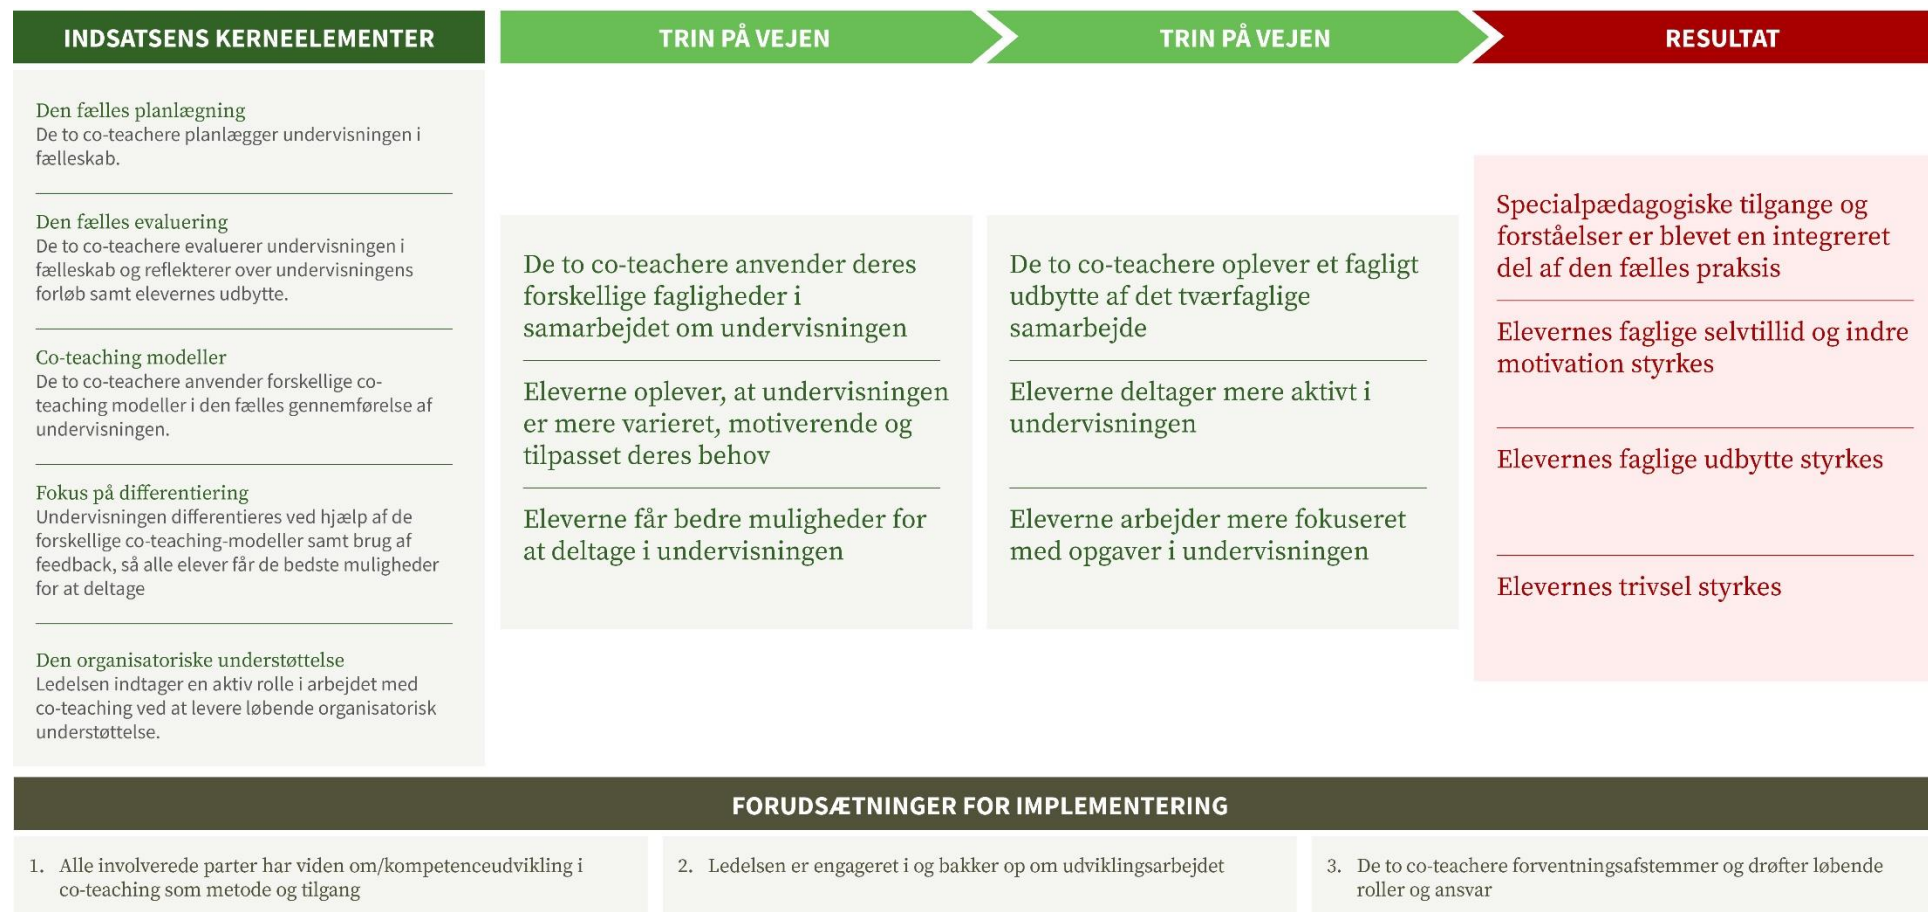 INDSATSENS KERNEELEMENTER
Den fælles planlægning
De to co-teachere planlægger undervisningen i
fælleskab.
Den fælles evaluering
De to co-teachere evaluerer undervisningen i
fælleskab og reflekterer over undervisningens
forløb samt elevernes udbytte.
Co-teaching modeller
De to co-teachere anvender forskellige co-
teaching modeller i den fælles gennemførelse af
undervisningen.
Fokus på differentiering
Undervisningen differentieres ved hjælp af de
forskellige co-teaching-modeller samt brug af
feedback, så alle elever får de bedste muligheder
for at deltage
Den organisatoriske understøttelse
Ledelsen indtager en aktiv rolle i arbejdet med
co-teaching ved at levere løbende organisatorisk
understøttelse.
TRIN PÅ VEJEN
De to co-teachere anvender deres
forskellige fagligheder i
samarbejdet om undervisningen
Eleverne oplever, at undervisningen
er mere varieret, motiverende og
tilpasset deres behov
Eleverne får bedre muligheder for
at deltage i undervisningen
TRIN PÅ VEJEN
De to co-teachere oplever et fagligt
udbytte af det tværfaglige
samarbejde
Eleverne deltager mere aktivt i
undervisningen
Eleverne arbejder mere fokuseret
med opgaver i undervisningen
RESULTAT
Specialpædagogiske tilgange og
forståelser er blevet en integreret
del af den fælles praksis
Elevernes faglige selvtillid og indre
motivation styrkes
Elevernes faglige udbytte styrkes
Elevernes trivsel styrkes
FORUDSÆTNINGER FOR IMPLEMENTERING
1. Alle involverede parter har viden om/kompetenceudvikling i
co-teaching som metode og tilgang
2. Ledelsen er engageret i og bakker op om udviklingsarbejdet
3. De to co-teachere forventningsafstemmer og drøfter løbende
roller og ansvar